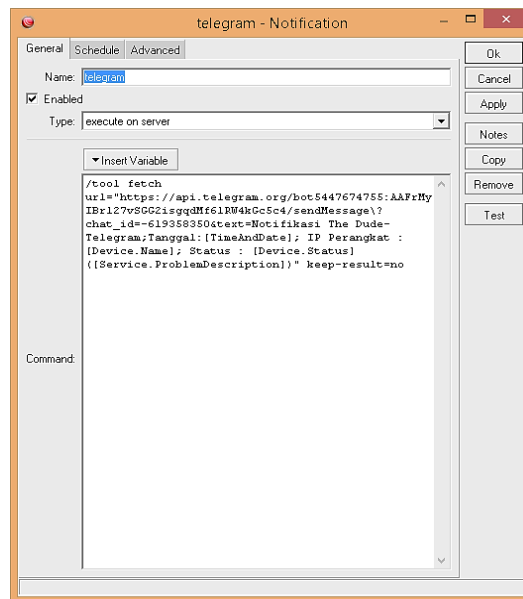 telegram - Notification
General Schedule Advanced
Ok
Name: telegram
Cancel
Enabled
Apply
Type: execute on server
Notes
Insert Variable
Copy
/tool fetch
Remove
url="https://api.telegram.org/bot5447674755:AAFrMy
IBrl27vSGG2isgqdMf61RW4kGc5c4/sendMessage\?
Test
chat_id=-619358350&text=Notifikasi The Dude-
Telegram;Tanggal:[TimeAndDate]; IP Perangkat :
[Device.Name]; Status : [Device.Status]
([Service.ProblemDescription])" keep-result=no
Command: